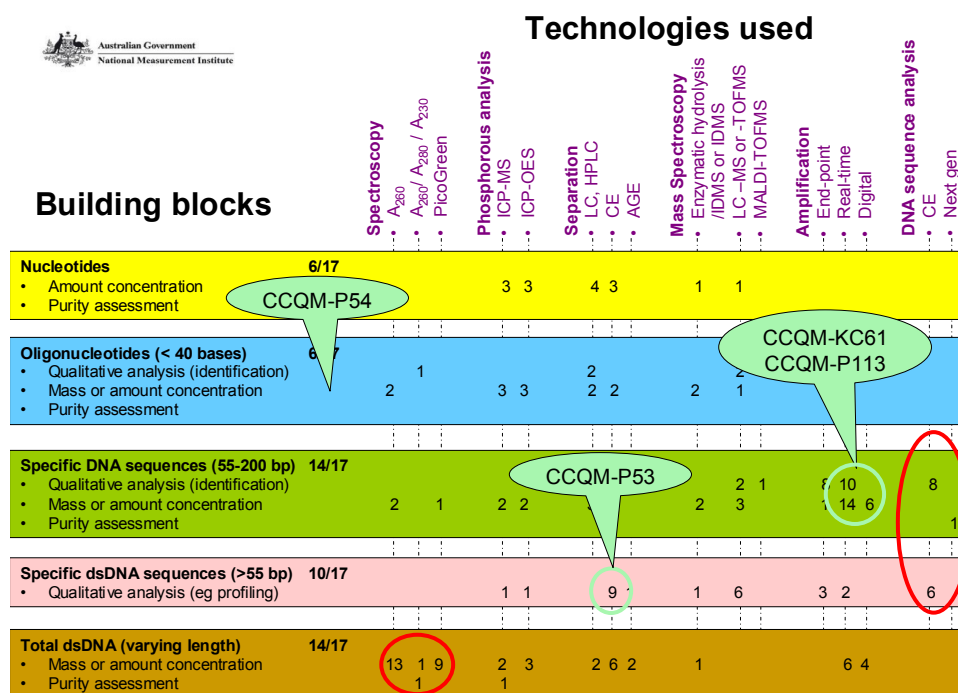 Technologies used
Australian Government
National Measurement Institute
Building blocks
Spectroscopy
• A260
• A260/ A280 / A230
• PicoGreen
Phosphorous analysis
• ICP-MS
• ICP-OES
Separation
• LC, HPLC
• CE
• AGE
Mass Spectroscopy
• Enzymatic hydrolysis
/IDMS or IDMS
• LC –MS or -TOFMS
• MALDI-TOFMS
Amplification
• End-point
• Real-time
• Digital
DNA sequence analysis
• CE
• Next gen
Nucleotides 6/17
• Amount concentration 3 3 4 3 1 1
• Purity assessment
CCQM-P54
Oligonucleotides (< 40 bases)
• Qualitative analysis (identification) 1 2
• Mass or amount concentration 2 3 3 2 2 2 1
• Purity assessment
CCQM-KC61
CCQM-P113
Specific DNA sequences (55-200 bp) 14/17
• Qualitative analysis (identification) 2 1 8 10 8
• Mass or amount concentration 2 1 2 2 2 3 1 14 6
• Purity assessment 1
CCQM-P53
Specific dsDNA sequences (>55 bp) 10/17
• Qualitative analysis (eg profiling) 1 1 9 1 6 3 2 6
Total dsDNA (varying length) 14/17
• Mass or amount concentration 13 1 9 2 3 2 6 2 1 6 4
• Purity assessment 1 1